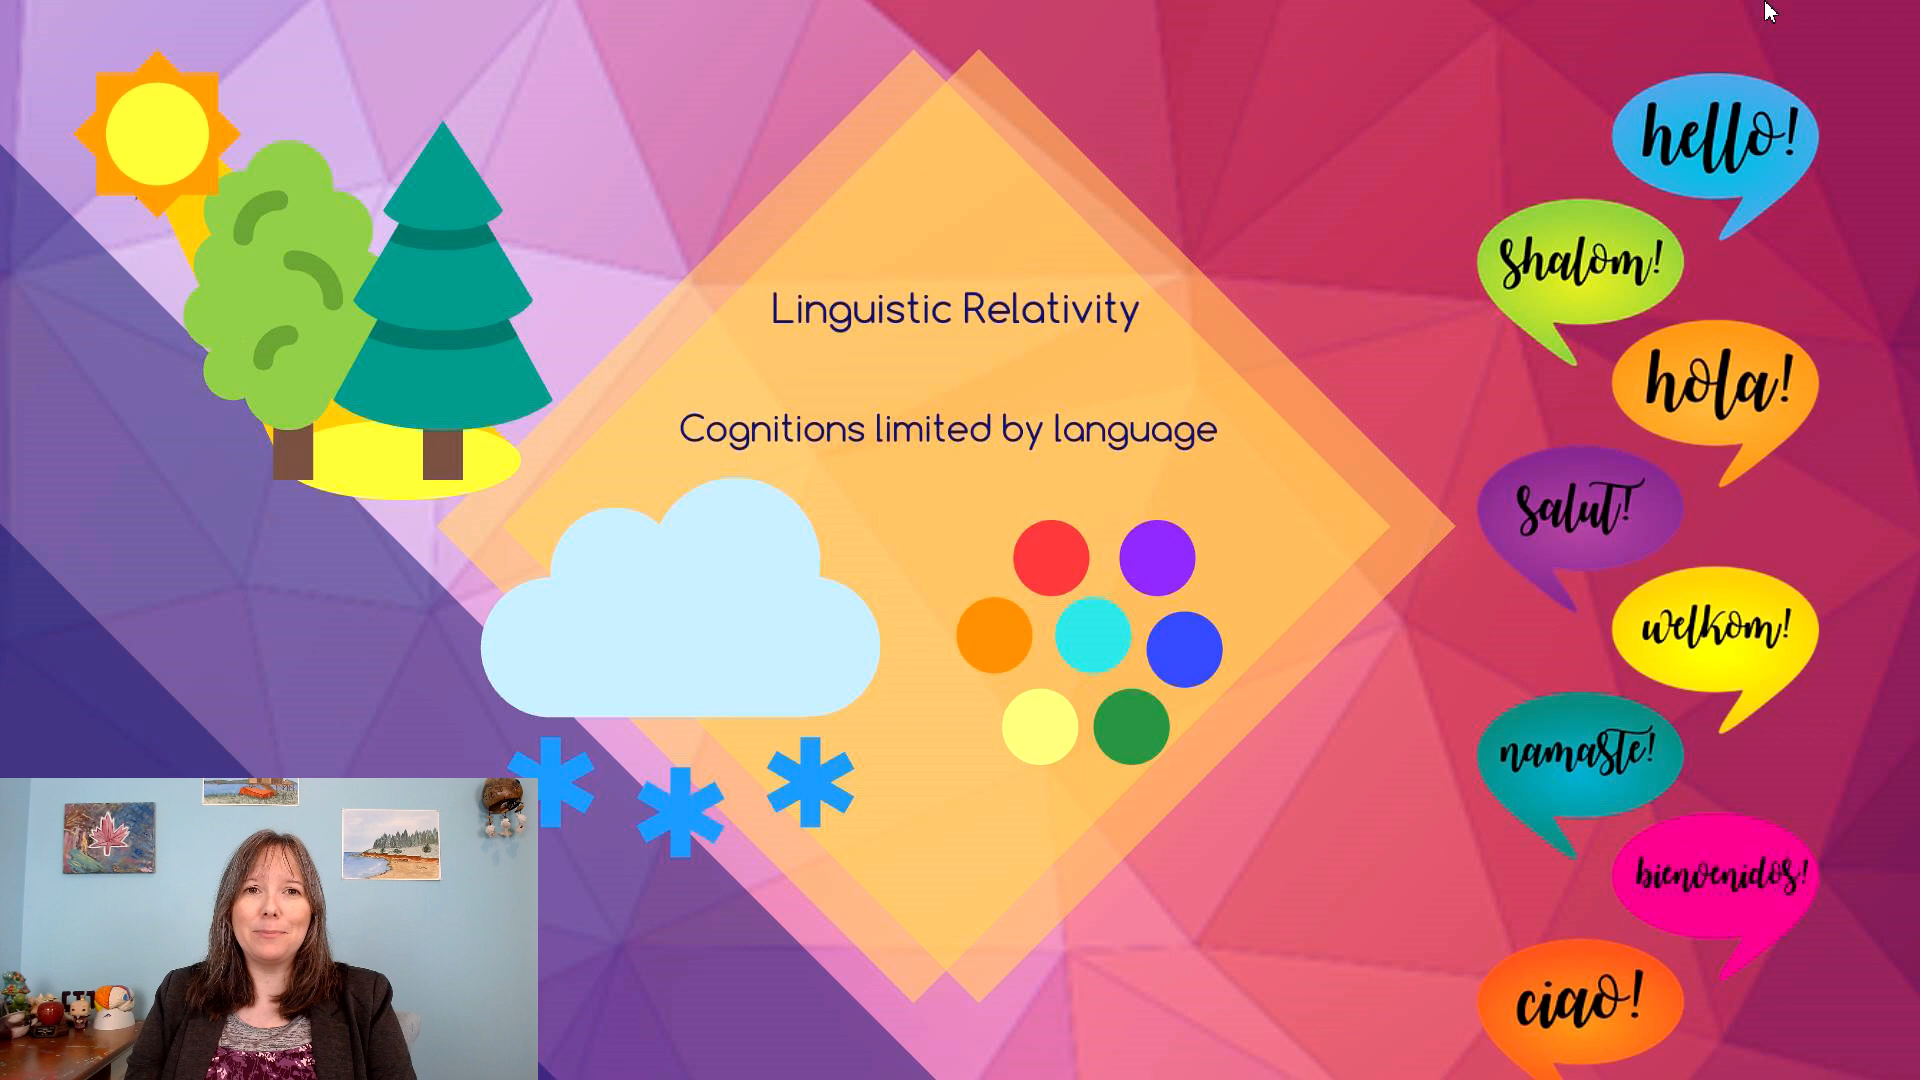 Linguistic Relativity
Cognitions limited by language
hello!
shalom!
hola!
salut!
welkom!
namaste!
bienvenidos!
ciao!